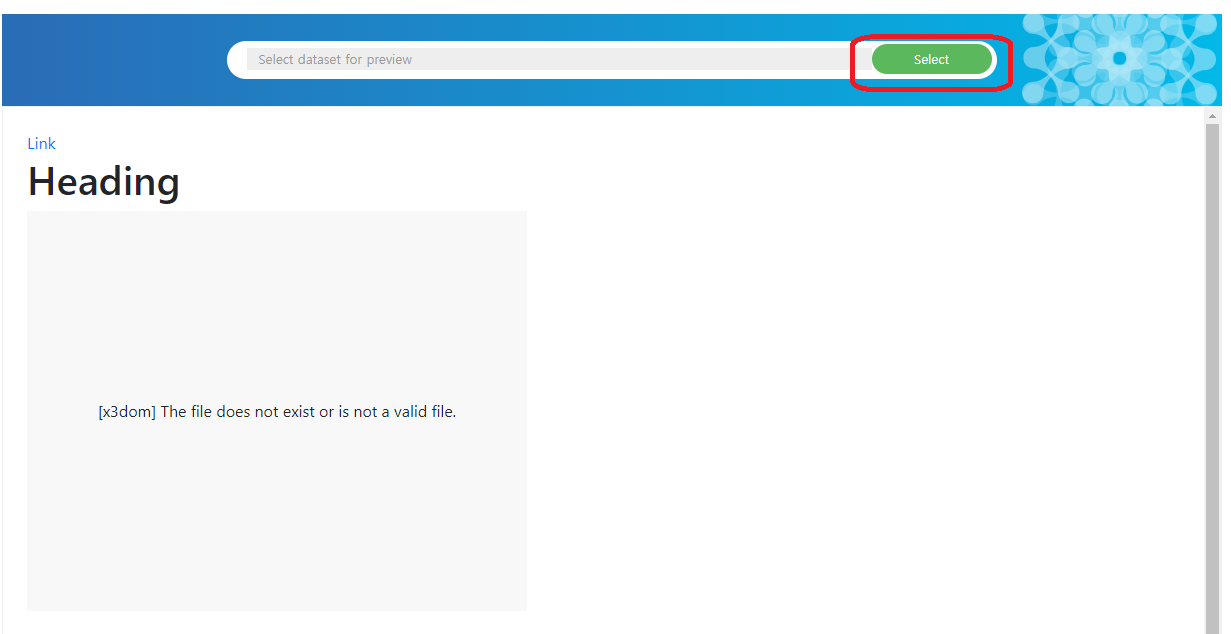 Select dataset for preview
Select
Link
Heading
[x3dom] The file does not exist or is not a valid file.